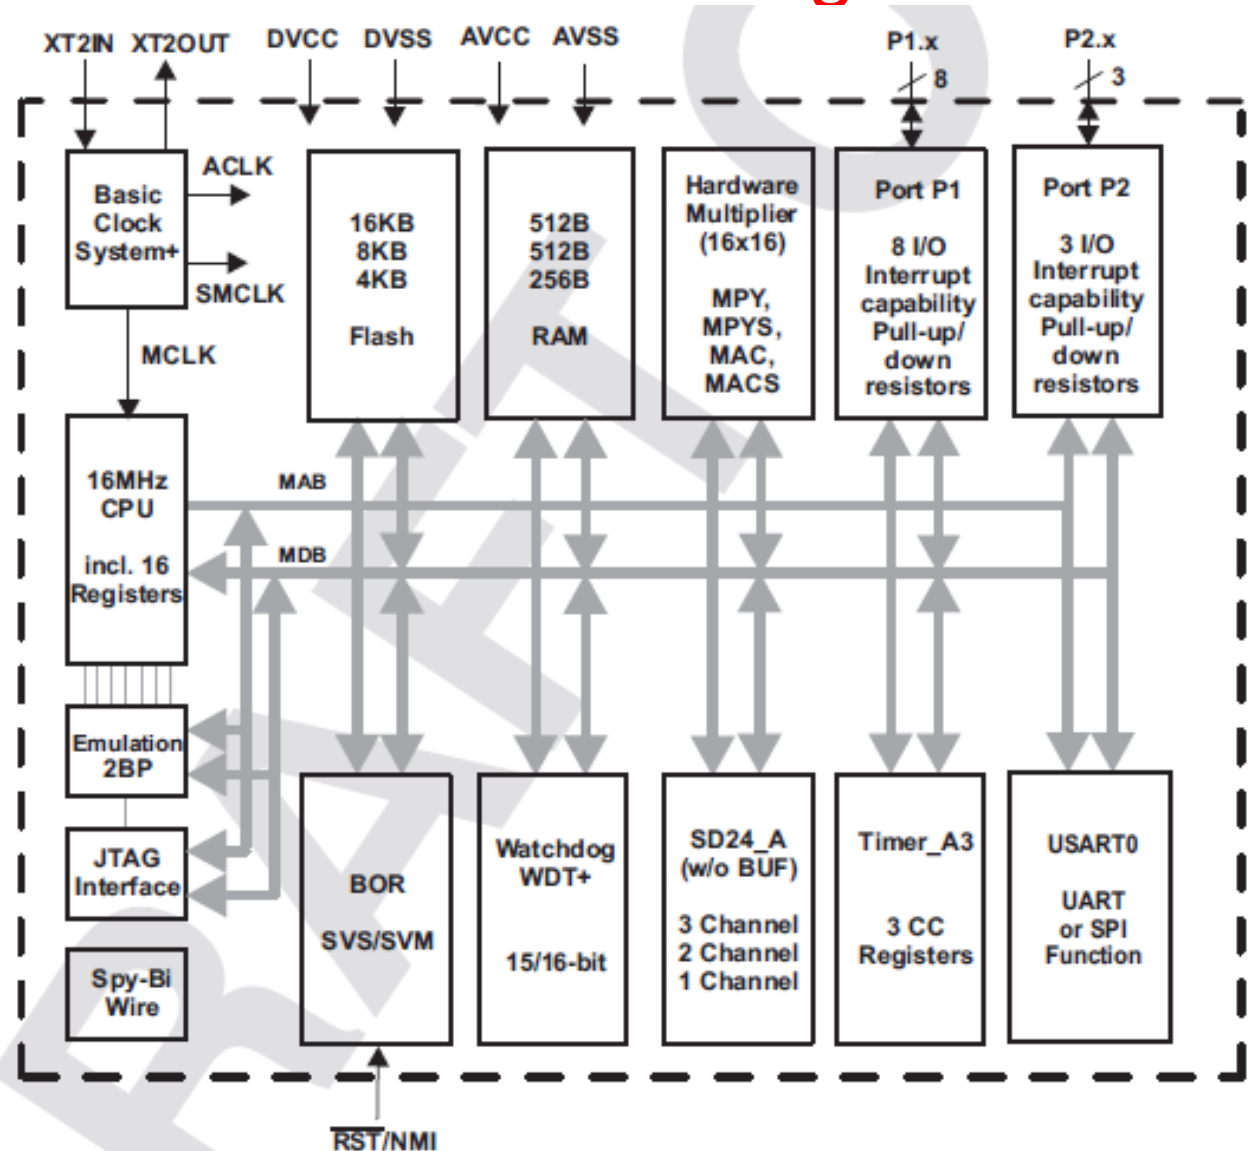 XT2IN XT2OUT DVCC DVSS AVCC AVSS P1.x P2.x
8 3
Basic
Clock
System+
ACLK
SMCLK
MCLK
16KB
8KB
4KB
Flash
512B
512B
256B
RAM
Hardware
Multiplier
(16x16)
MPY,
MPYS,
MAC,
MACS
Port P1
8 I/O
Interrupt
capability
Pull-up/
down
resistors
Port P2
3 I/O
Interrupt
capability
Pull-up/
down
resistors
16MHz
CPU
incl. 16
Registers
MAB
MDB
Emulation
2BP
JTAG
Interface
Spy-Bi
Wire
BOR
SVS/SVM
Watchdog
WDT+
15/16-bit
SD24_A
(w/o BUF)
3 Channel
2 Channel
1 Channel
Timer_A3
3 CC
Registers
USART0
UART
or SPI
Function
RST/NMI